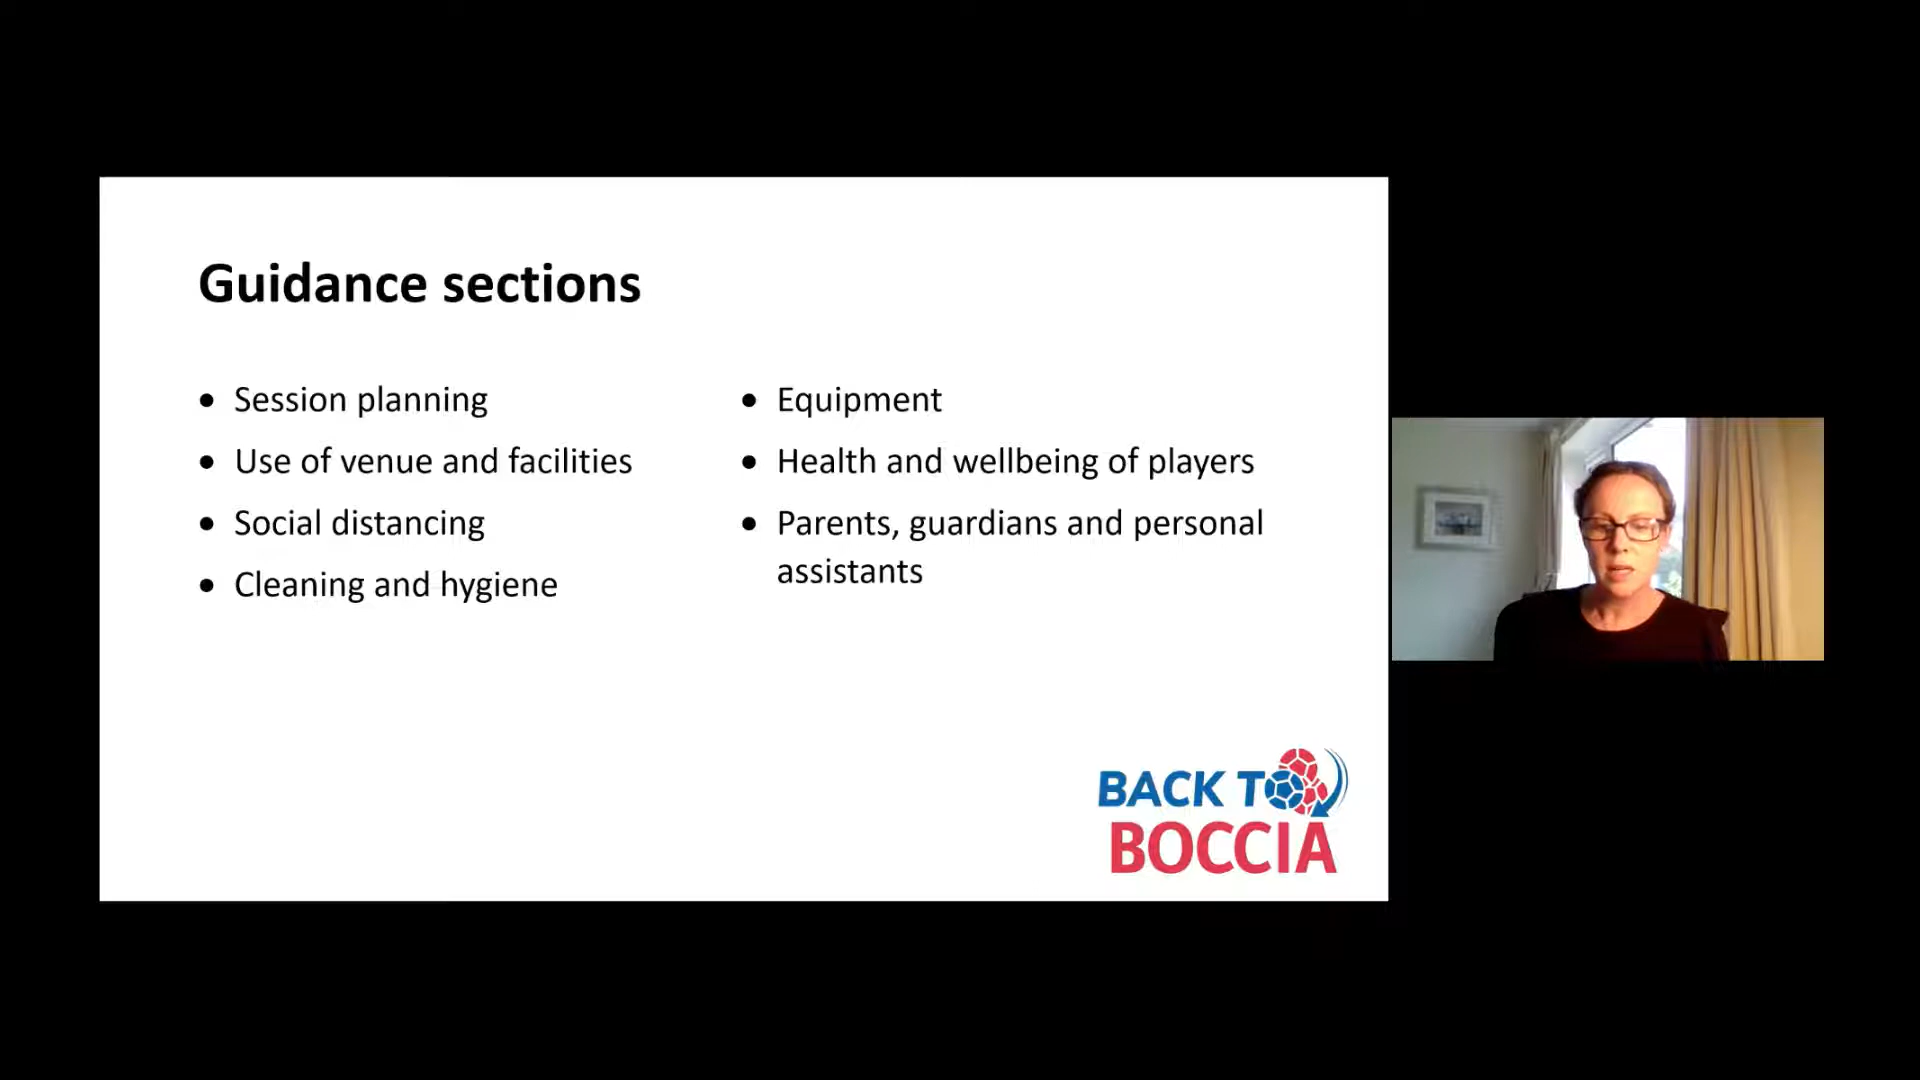 Guidance sections
• Session planning
• Use of venue and facilities
• Social distancing
• Cleaning and hygiene
• Equipment
• Health and wellbeing of players
• Parents, guardians and personal
assistants
BACK TO
BOCCIA